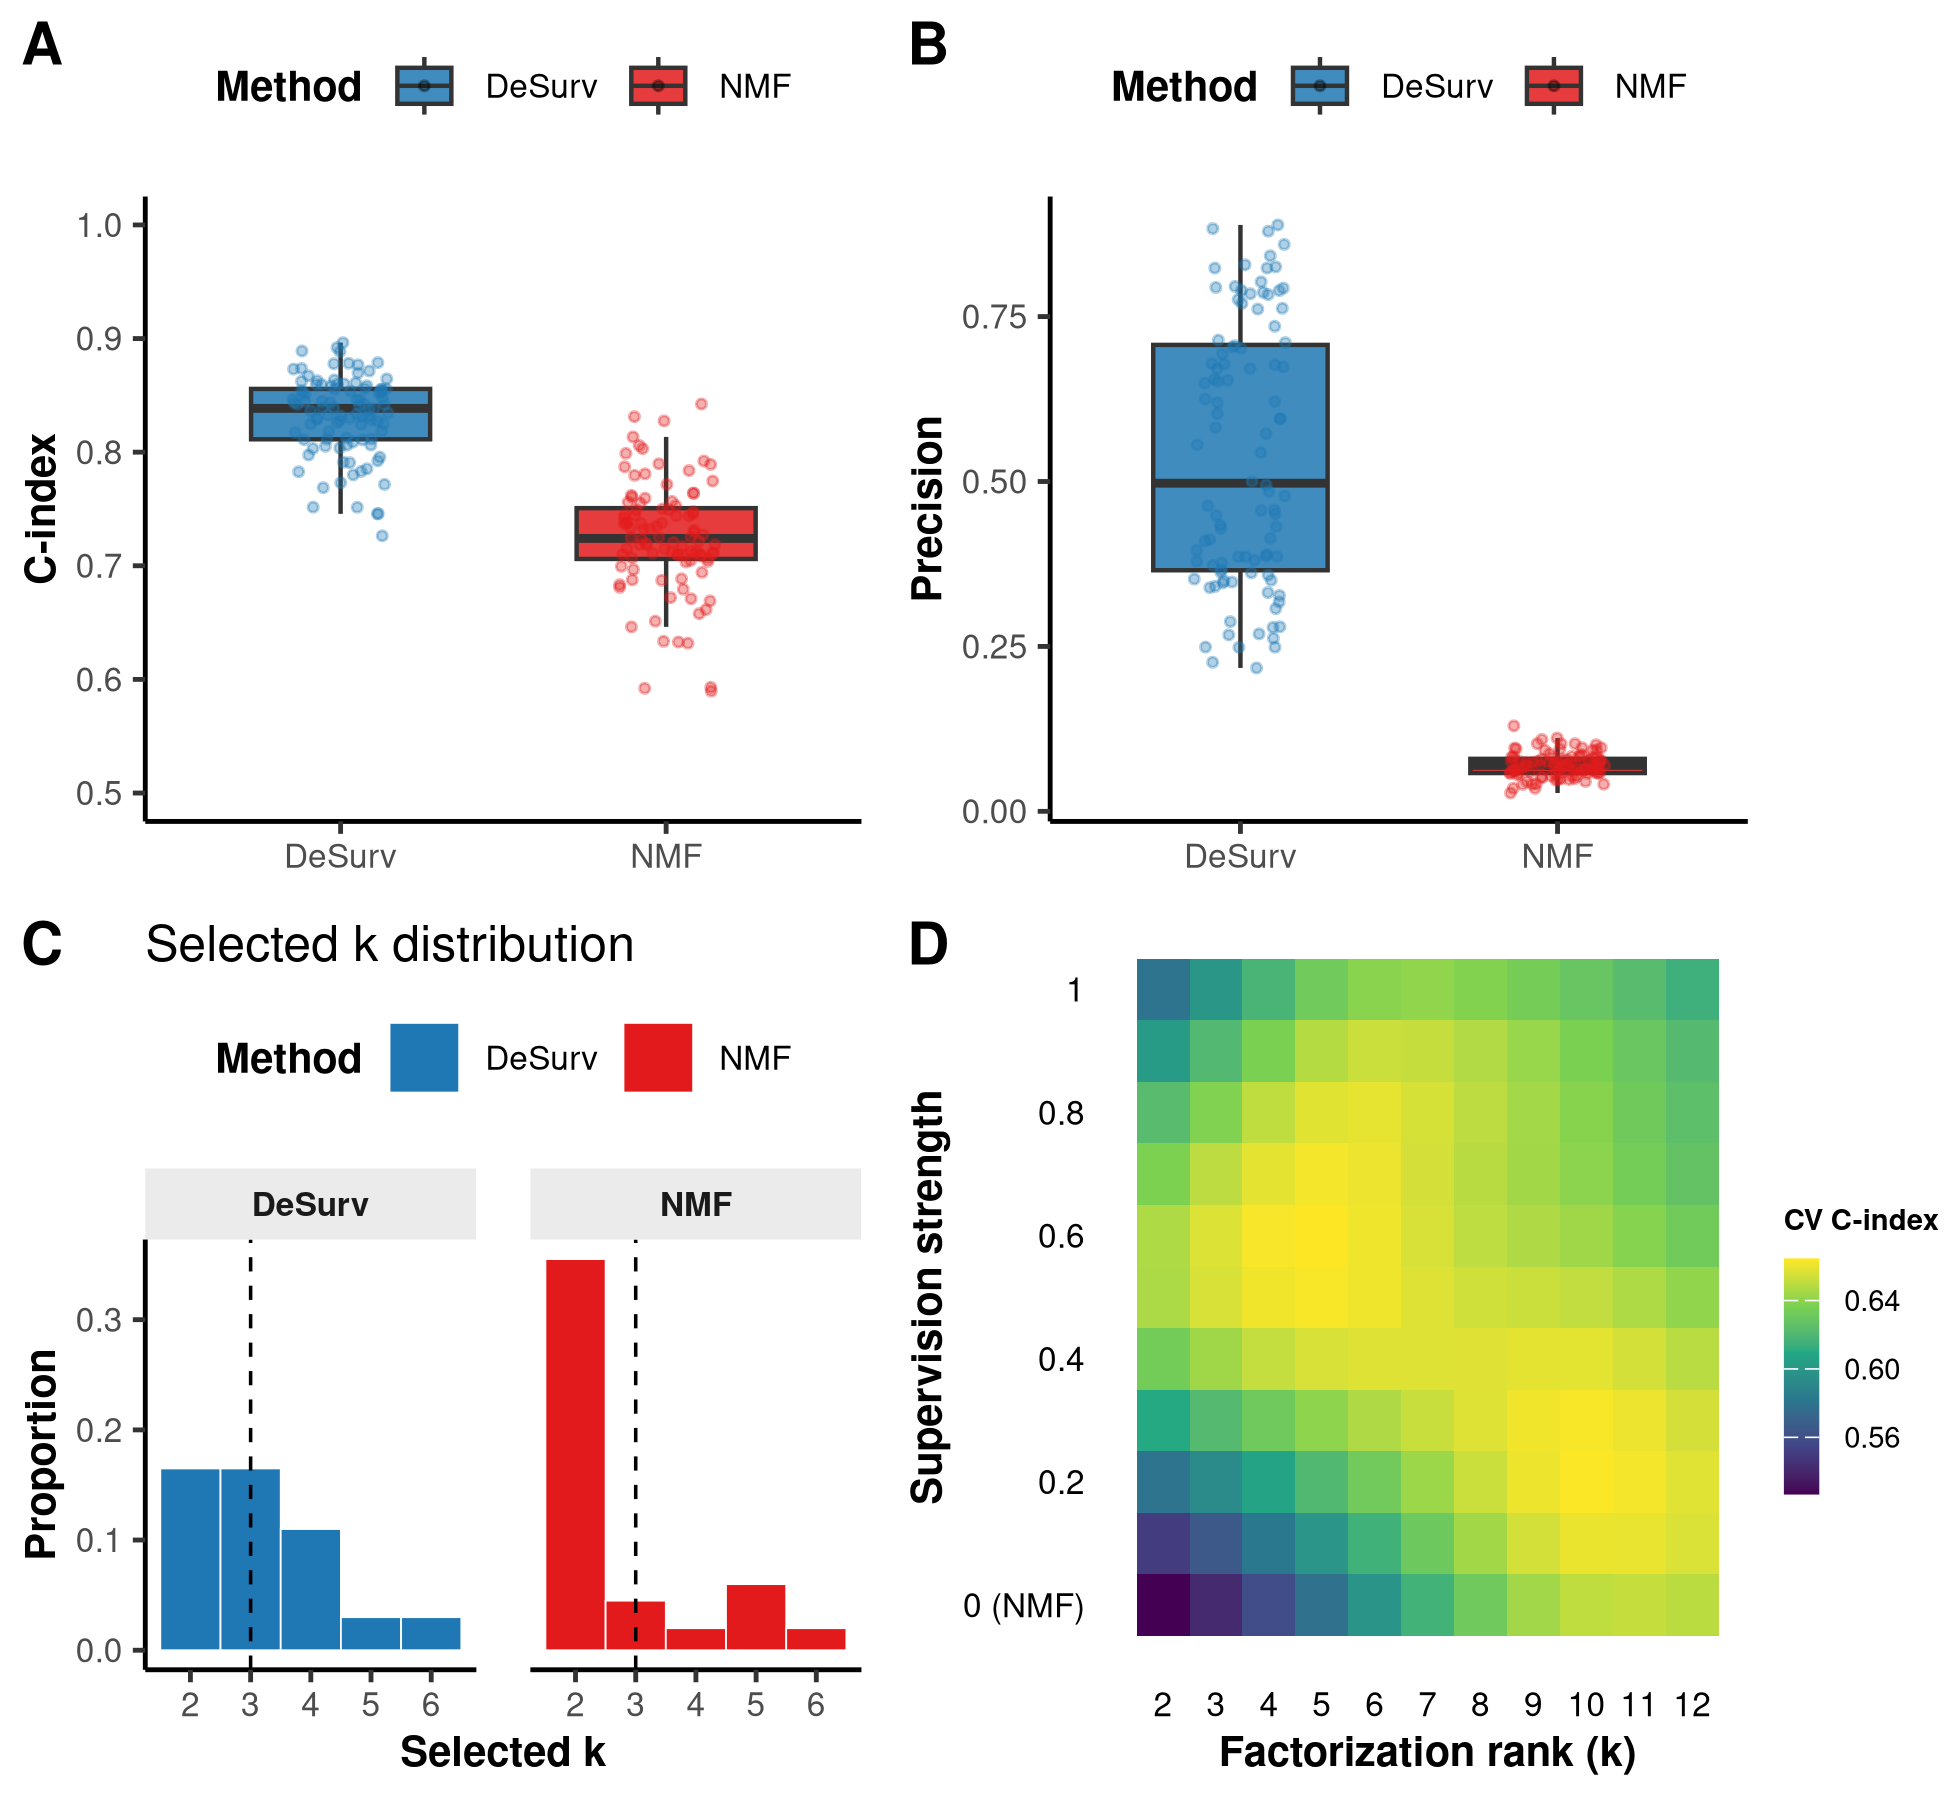 A
Method DeSurv NMF
C-index
1.0
0.9
0.8
0.7
0.6
0.5
DeSurv NMF
B
Method DeSurv NMF
Precision
0.75
0.50
0.25
0.00
DeSurv NMF
C
Selected k distribution
Method DeSurv NMF
DeSurv NMF
Proportion
0.3
0.2
0.1
0.0
2 3 4 5 6 2 3 4 5 6
Selected k
D
Supervision strength
1
0.8
0.6
0.4
0.2
0 (NMF)
2 3 4 5 6 7 8 9 10 11 12
Factorization rank (k)
CV C-index
0.64
0.60
0.56